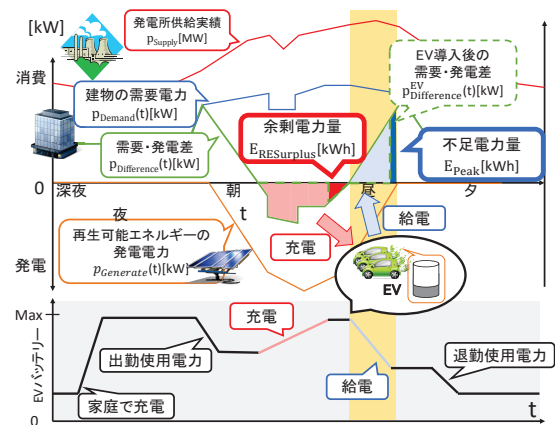 [kW]
発電所供給実績
pSupply[MW]
消費
建物の需要電力
pDemand(t)[kW]
EV導入後の
需要・発電差
p^EV_Difference(t)[kW]
需要・発電差
pDifference(t)[kW]
余剰電力量
E_RESurplus[kWh]
不足電力量
E_Peak[kWh]
0
深夜
朝
昼
夕
夜
t
再生可能エネルギーの
発電電力
pGenerate(t)[kW]
充電
給電
発電
EV
Max
EVバッテリー
0
充電
出勤使用電力
家庭で充電
給電
退勤使用電力
t